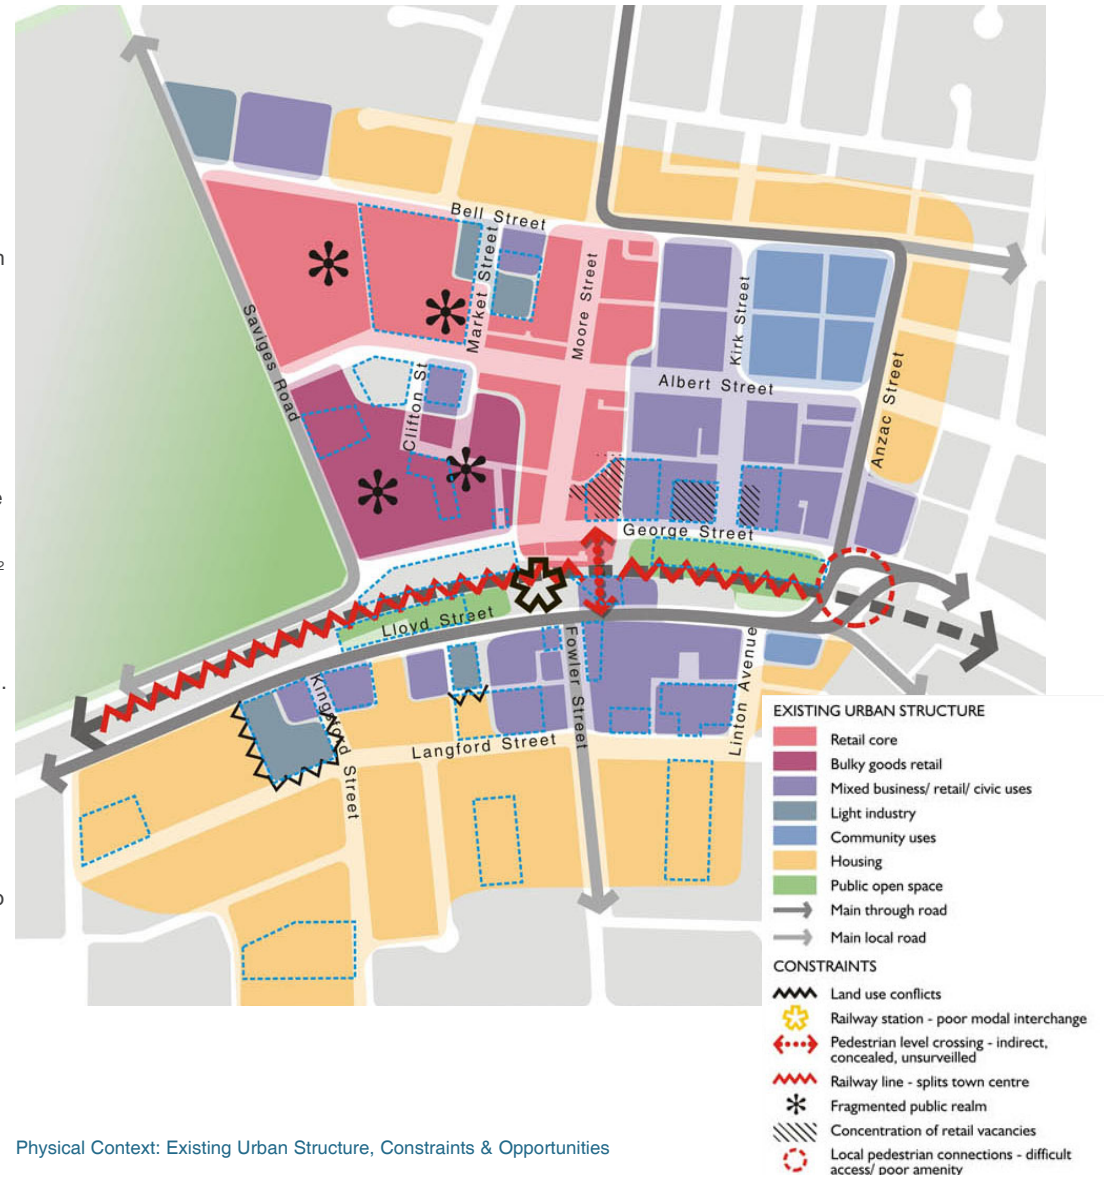 Bell Street
Market Street
Moore Street
Kirk Street
Saviges Road
Clifton St
Albert Street
Anzac Street
George Street
Lloyd Street
Fowler Street
Linton Avenue
Kingsford Street
Langford Street
EXISTING URBAN STRUCTURE
Retail core
Bulky goods retail
Mixed business/ retail/ civic uses
Light industry
Community uses
Housing
Public open space
Main through road
Main local road
CONSTRAINTS
Land use conflicts
Railway station - poor modal interchange
Pedestrian level crossing - indirect,
concealed, unsurveilled
Railway line - splits town centre
Fragmented public realm
Concentration of retail vacancies
Local pedestrian connections - difficult
access/ poor amenity
Physical Context: Existing Urban Structure, Constraints & Opportunities